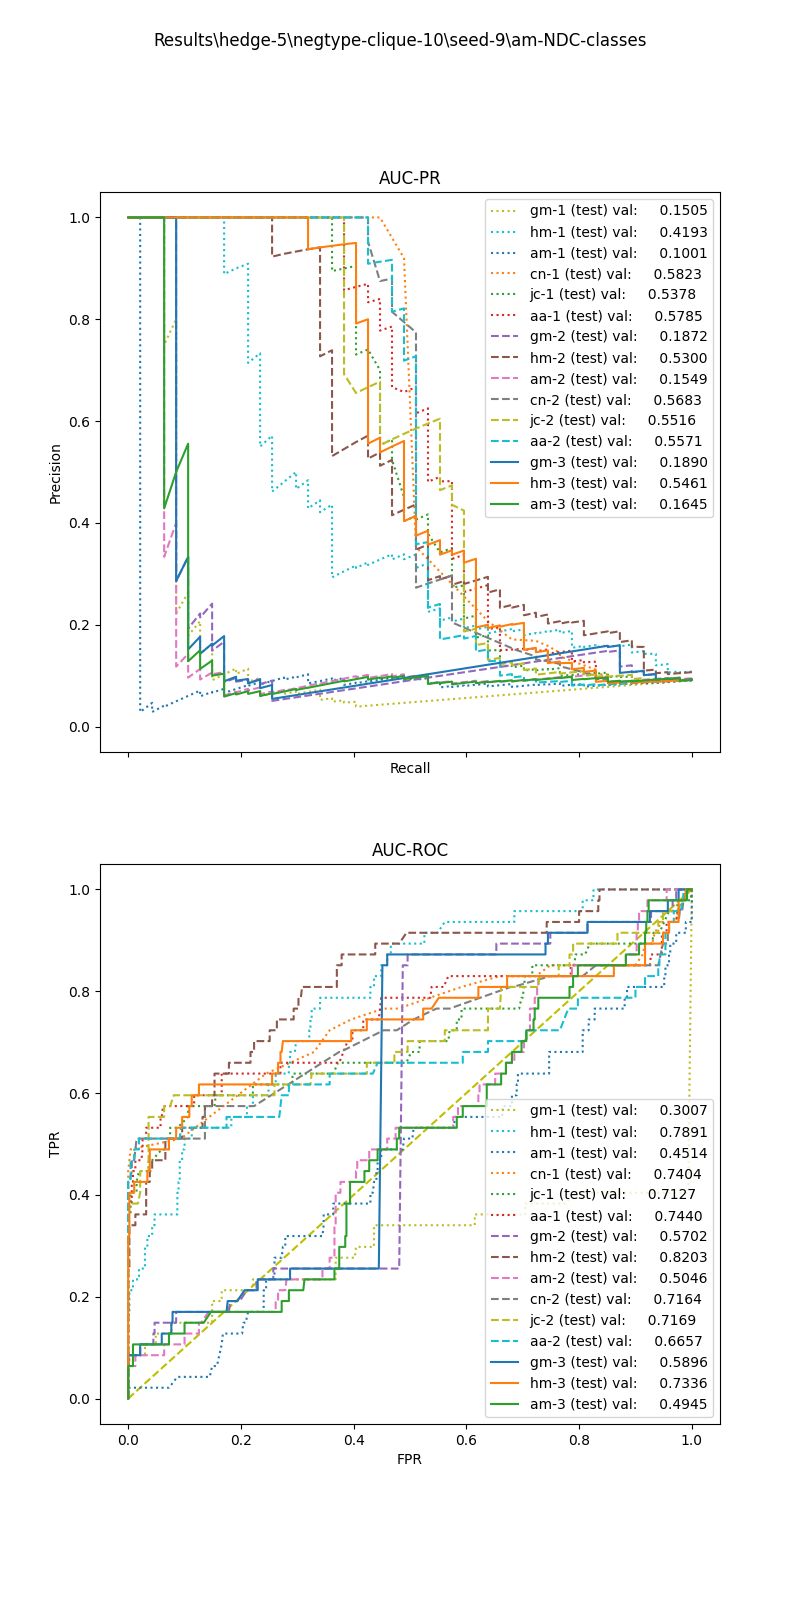 Results\hedge-5\negtype-clique-10\seed-9\am-NDC-classes
AUC-PR
1.0
0.8
0.6
0.4
0.2
0.0
Precision
Recall
gm-1 (test) val: 0.1505
hm-1 (test) val: 0.4193
am-1 (test) val: 0.1001
cn-1 (test) val: 0.5823
jc-1 (test) val: 0.5378
aa-1 (test) val: 0.5785
gm-2 (test) val: 0.1872
hm-2 (test) val: 0.5300
am-2 (test) val: 0.1549
cn-2 (test) val: 0.5683
jc-2 (test) val: 0.5516
aa-2 (test) val: 0.5571
gm-3 (test) val: 0.1890
hm-3 (test) val: 0.5461
am-3 (test) val: 0.1645
AUC-ROC
1.0
0.8
0.6
0.4
0.2
0.0
TPR
gm-1 (test) val: 0.3007
hm-1 (test) val: 0.7891
am-1 (test) val: 0.4514
cn-1 (test) val: 0.7404
jc-1 (test) val: 0.7127
aa-1 (test) val: 0.7440
gm-2 (test) val: 0.5702
hm-2 (test) val: 0.8203
am-2 (test) val: 0.5046
cn-2 (test) val: 0.7164
jc-2 (test) val: 0.7169
aa-2 (test) val: 0.6657
gm-3 (test) val: 0.5896
hm-3 (test) val: 0.7336
am-3 (test) val: 0.4945
0.0 0.2 0.4 0.6 0.8 1.0
FPR